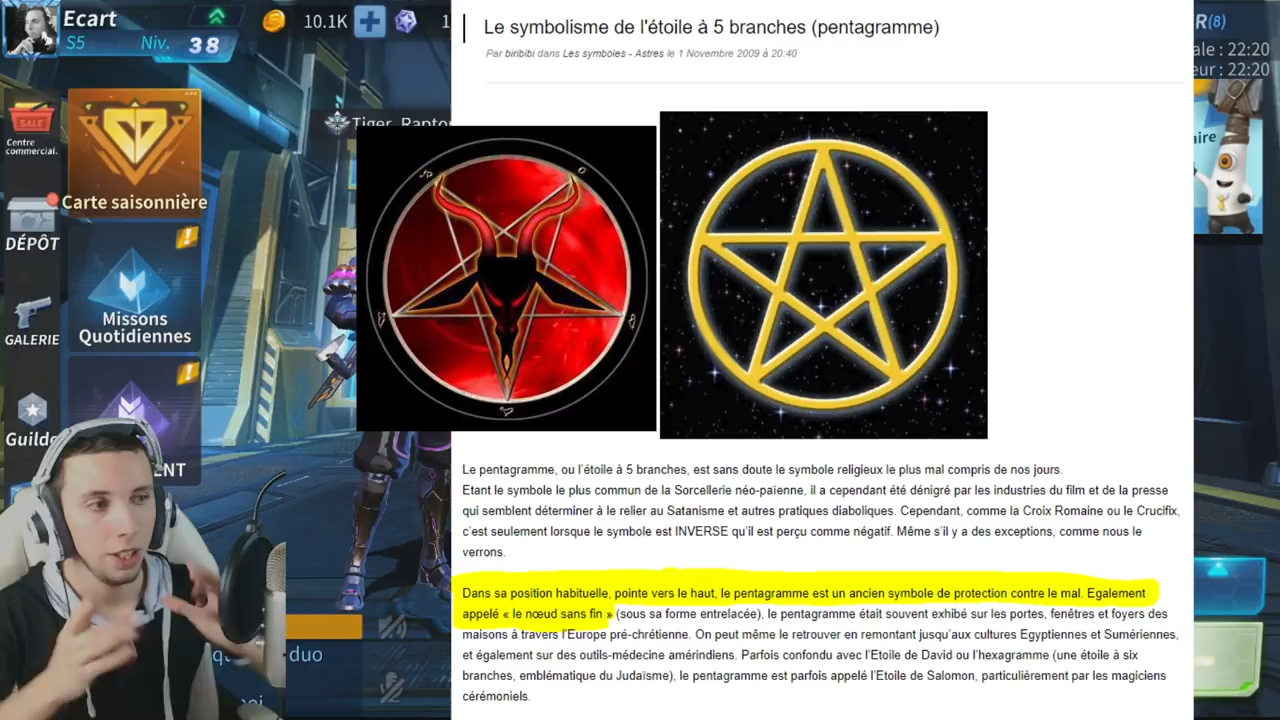 Ecart
S5 Niv. 38
10.1K
1
R(8)
ale : 22:20
eur : 22:20
SALE
Centre
commercial.
Carte saisonnière
DÉPÔT
Missons
Quotidiennes
GALERIE
Guild
ENT
Tiger_Rapto
aire
duo
Le symbolisme de l'étoile à 5 branches (pentagramme)
Par biribibi dans Les symboles - Astres le 1 Novembre 2009 à 20:40
Le pentagramme, ou l'étoile à 5 branches, est sans doute le symbole religieux le plus mal compris de nos jours.
Etant le symbole le plus commun de la Sorcellerie néo-païenne, il a cependant été dénigré par les industries du film et de la presse
qui semblent déterminer à le relier au Satanisme et autres pratiques diaboliques. Cependant, comme la Croix Romaine ou le Crucifix,
c'est seulement lorsque le symbole est INVERSE qu'il est perçu comme négatif. Même s'il y a des exceptions, comme nous le
verrons.
Dans sa position habituelle, pointe vers le haut, le pentagramme est un ancien symbole de protection contre le mal. Egalement
appelé « le nœud sans fin » (sous sa forme entrelacée), le pentagramme était souvent exhibé sur les portes, fenêtres et foyers des
maisons à travers l'Europe pré-chrétienne. On peut même le retrouver en remontant jusqu'aux cultures Egyptiennes et Sumériennes,
et également sur des outils-médecine amérindiens. Parfois confondu avec l'Etoile de David ou l'hexagramme (une étoile à six
branches, emblématique du Judaïsme), le pentagramme est parfois appelé l'Etoile de Salomon, particulièrement par les magiciens
cérémoniels.